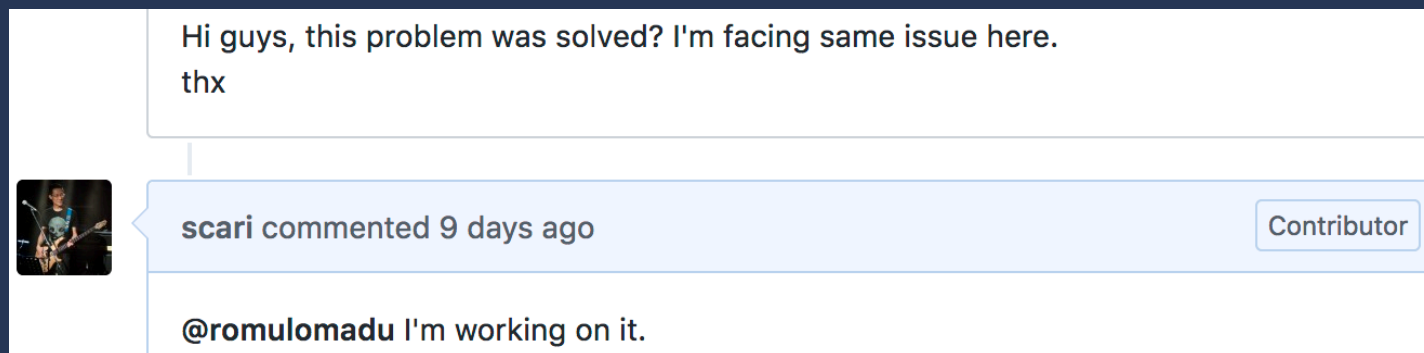 Hi guys, this problem was solved? I'm facing same issue here.
thx
scari commented 9 days ago
Contributor
@romulomadu I'm working on it.